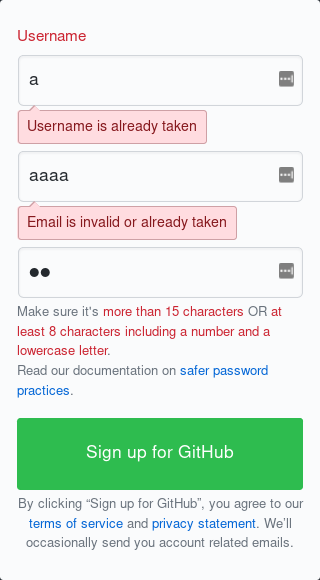 Username
a
Username is already taken
aaaa
Email is invalid or already taken
●●
Make sure it's more than 15 characters OR at
least 8 characters including a number and a
lowercase letter.
Read our documentation on safer password
practices.
Sign up for GitHub
By clicking “Sign up for GitHub”, you agree to our
terms of service and privacy statement. We’ll
occasionally send you account related emails.